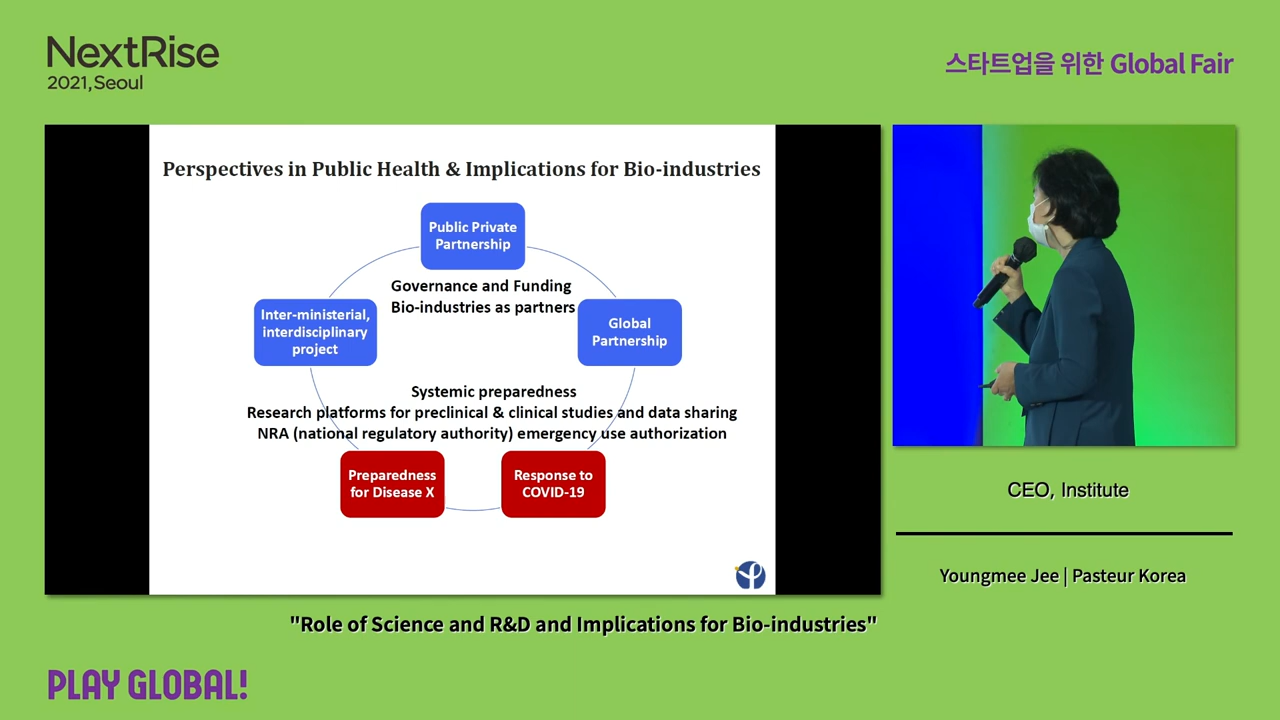 NextRise
2021,Seoul
스타트업을 위한 Global Fair
Perspectives in Public Health & Implications for Bio-industries
Public Private
Partnership
Governance and Funding
Bio-industries as partners
Inter-ministerial,
interdisciplinary
project
Global
Partnership
Systemic preparedness
Research platforms for preclinical & clinical studies and data sharing
NRA (national regulatory authority) emergency use authorization
Preparedness
for Disease X
Response to
COVID-19
CEO, Institute
Youngmee Jee | Pasteur Korea
"Role of Science and R&D and Implications for Bio-industries"
PLAY GLOBAL!